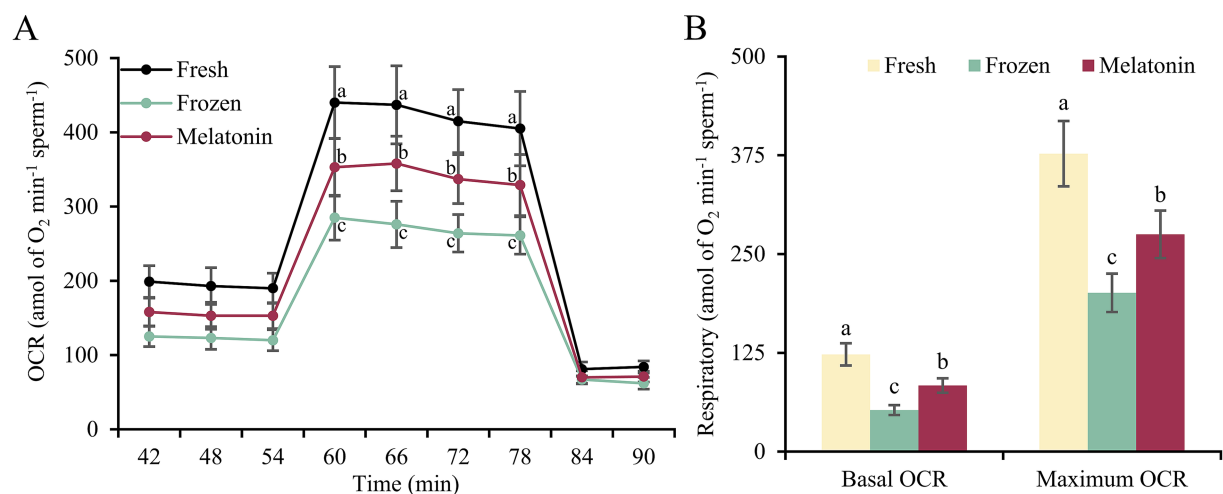 A
OCR (amol of O₂ min⁻¹ sperm⁻¹)
500
400
300
200
100
0
Fresh
Frozen
Melatonin
a a a a
b b b b
c c c c
42 48 54 60 66 72 78 84 90
Time (min)
B
Respiratory (amol of O₂ min⁻¹ sperm⁻¹)
500
375
250
125
0
Fresh Frozen Melatonin
a c b
a c b
Basal OCR Maximum OCR